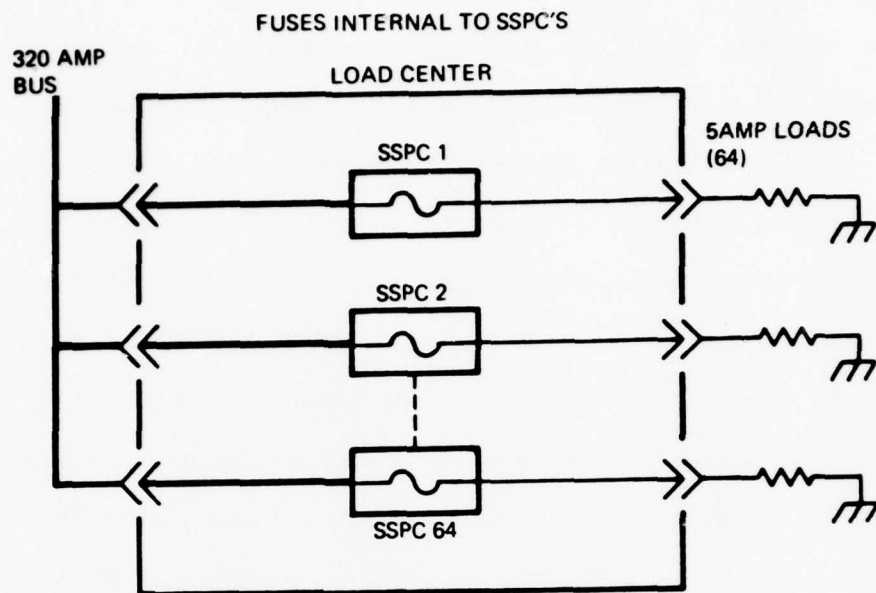 FUSES INTERNAL TO SSPC'S
320 AMP
BUS
LOAD CENTER
5AMP LOADS
(64)
SSPC 1
SSPC 2
SSPC 64